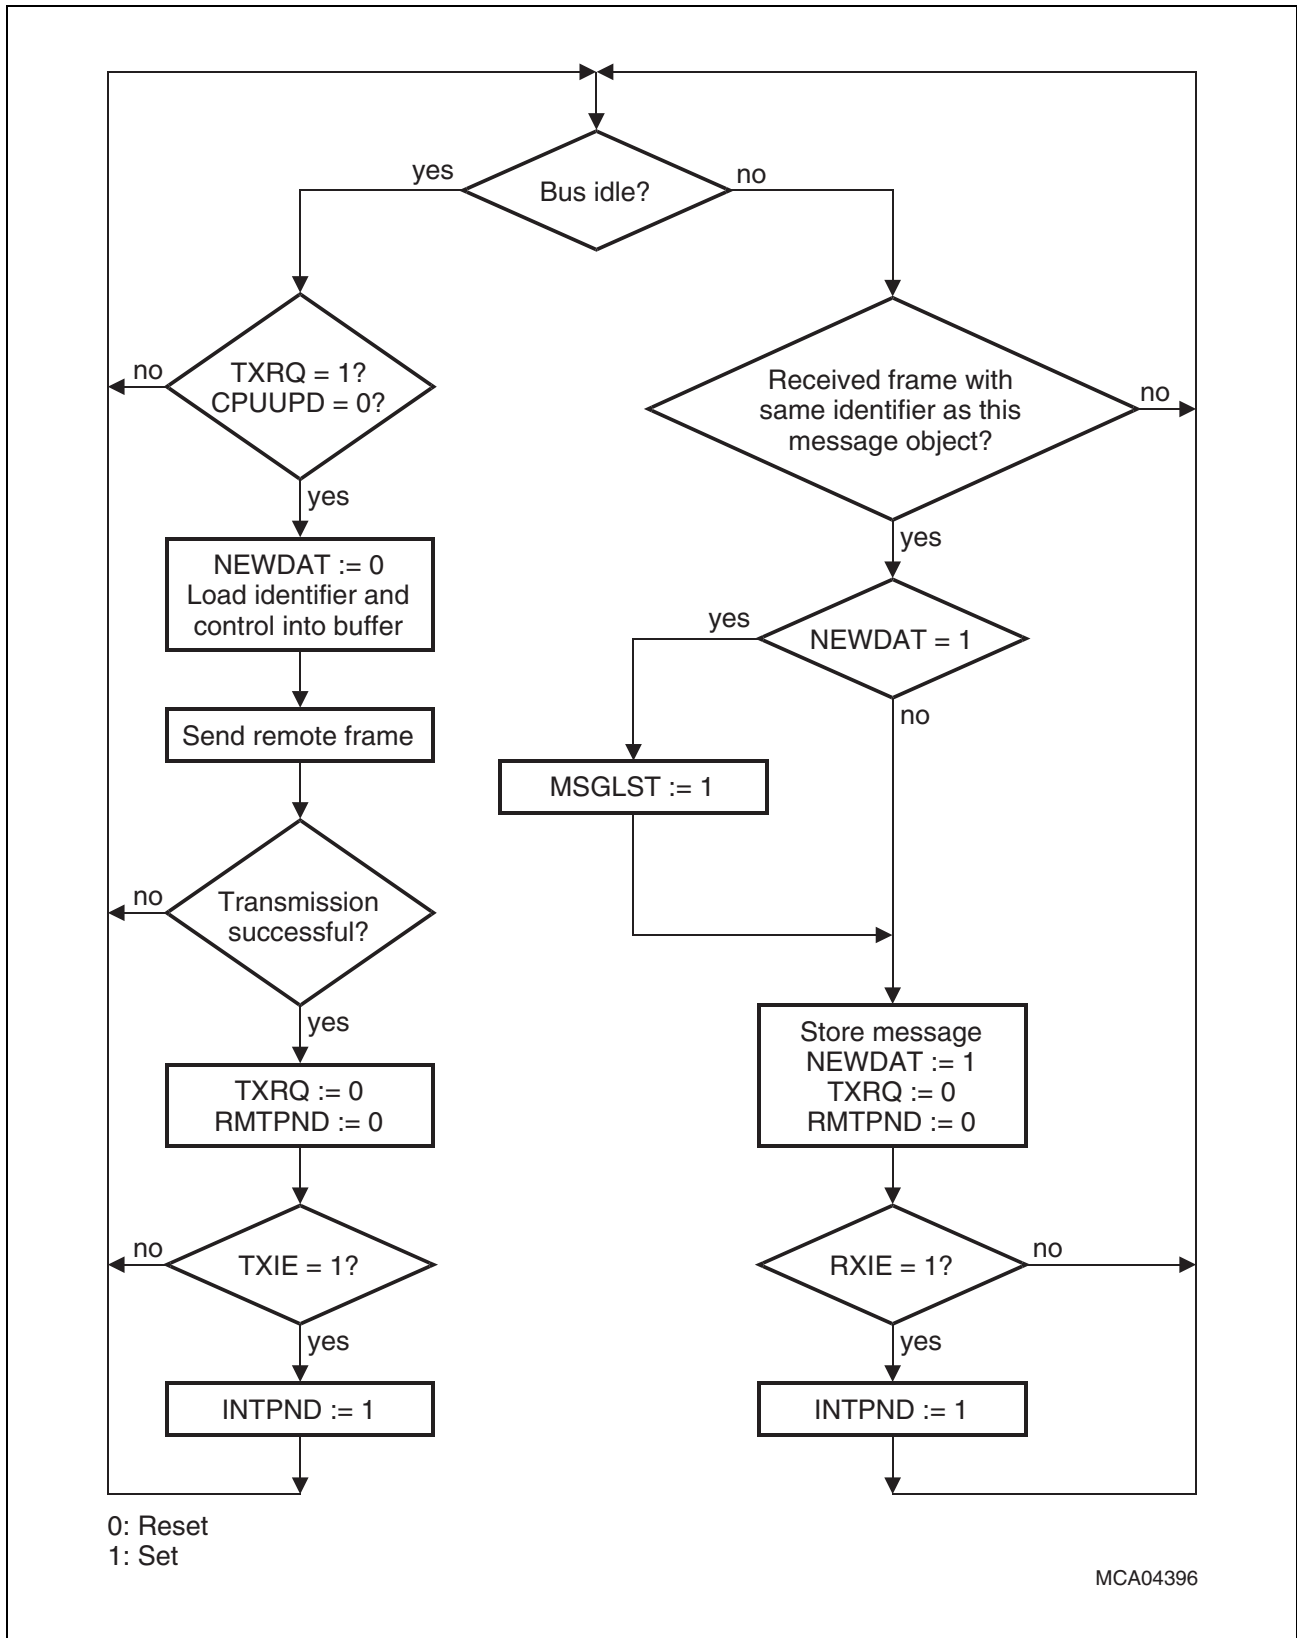 Bus idle?
yes
no
TXRQ = 1?
CPUUPD = 0?
no
yes
NEWDAT := 0
Load identifier and
control into buffer
Send remote frame
Transmission
successful?
no
yes
TXRQ := 0
RMTPND := 0
TXIE = 1?
no
yes
INTPND := 1
Received frame with
same identifier as this
message object?
no
yes
NEWDAT = 1
yes
no
MSGLST := 1
Store message
NEWDAT := 1
TXRQ := 0
RMTPND := 0
RXIE = 1?
no
yes
INTPND := 1
0: Reset
1: Set
MCA04396